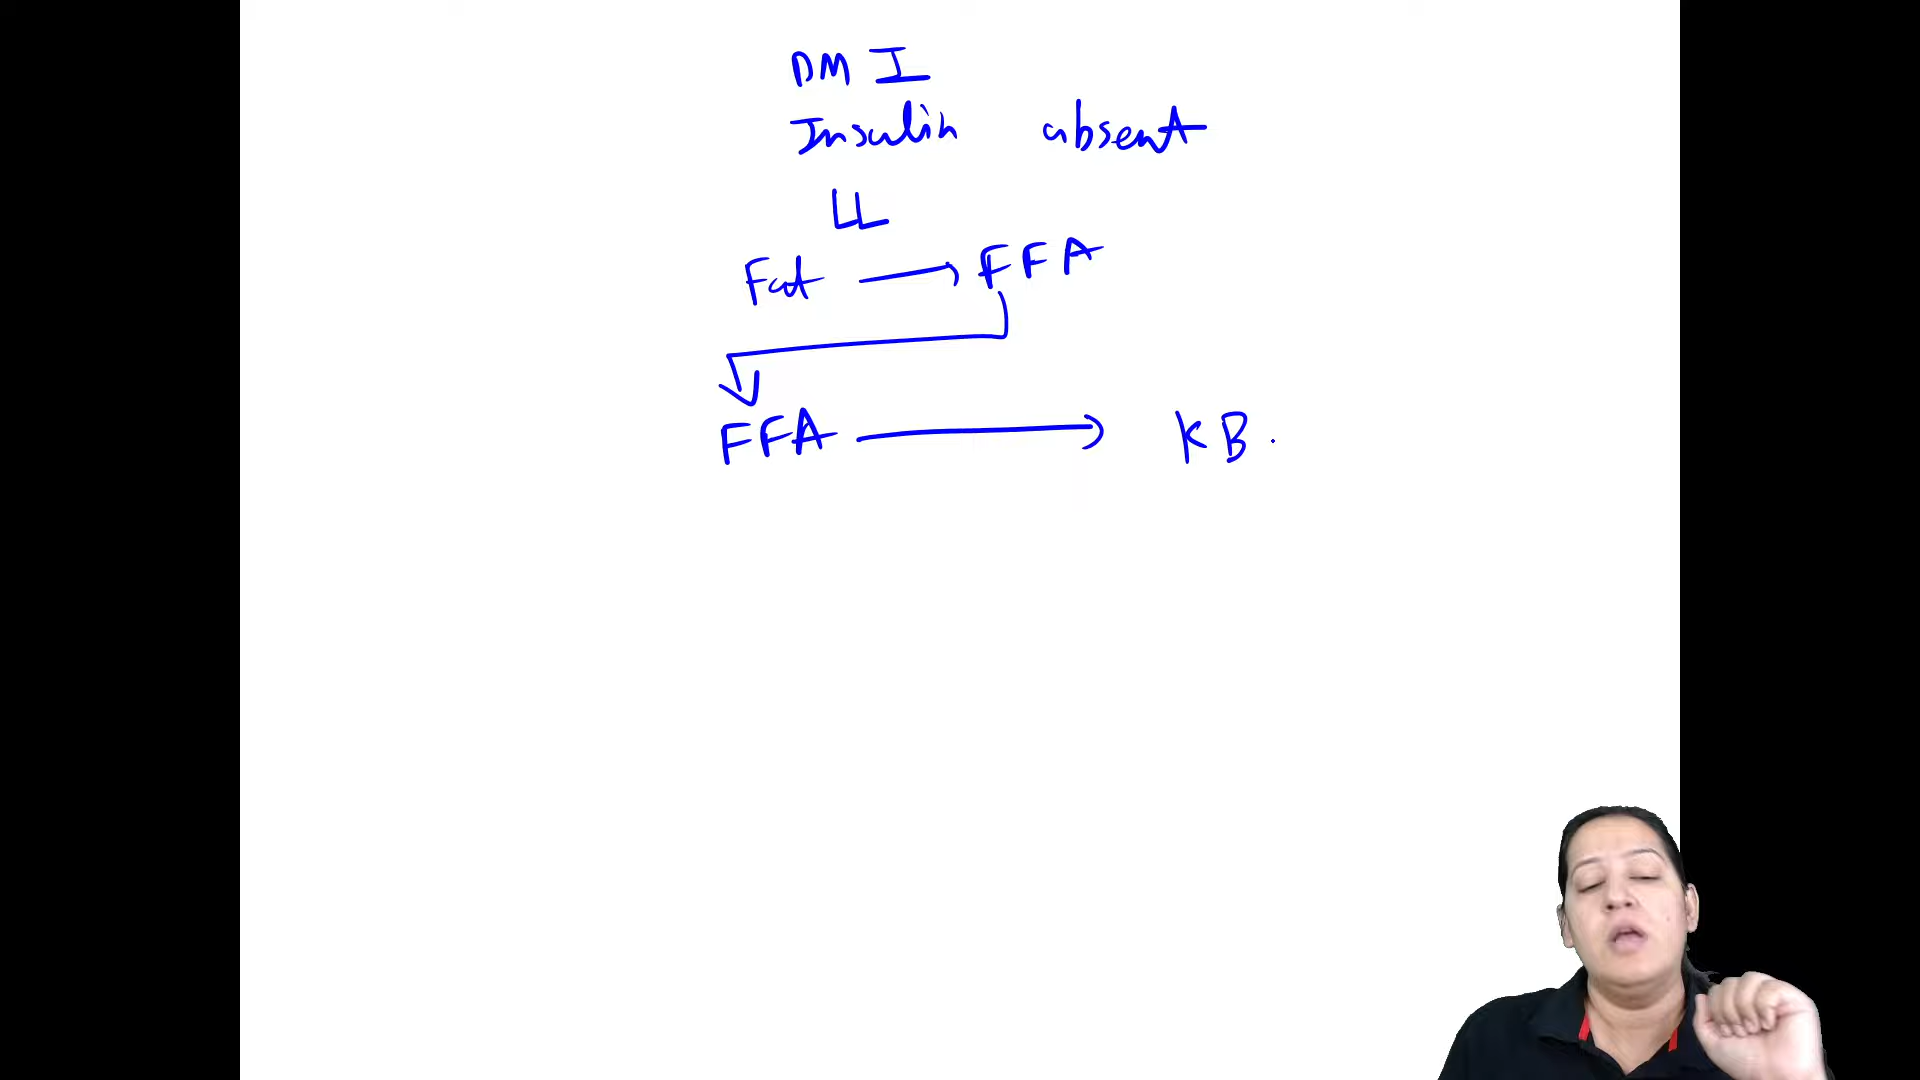 DM I
Insulin absent
LL
Fat → FFA
FFA → KB.